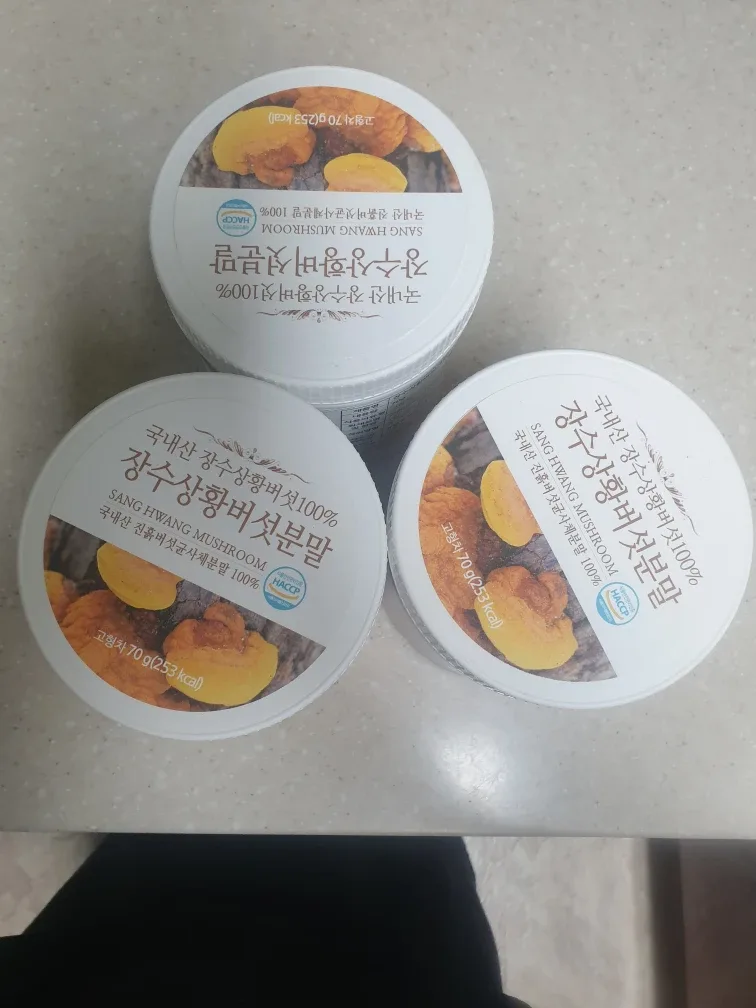 고형차 70 g(253 kcal)
HACCP
국내산 진흙버섯균사체분말 100%
SANG HWANG MUSHROOM
장수상황버섯분말
국내산 장수상황버섯100%
국내산 장수상황버섯100%
장수상황버섯분말
SANG HWANG MUSHROOM
국내산 진흙버섯균사체분말 100%
HACCP
고형차 70 g(253 kcal)
국내산 장수상황버섯100%
장수상황버섯분말
SANG HWANG MUSHROOM
국내산 진흙버섯균사체분말 100%
HACCP
고형차 70 g(253 kcal)